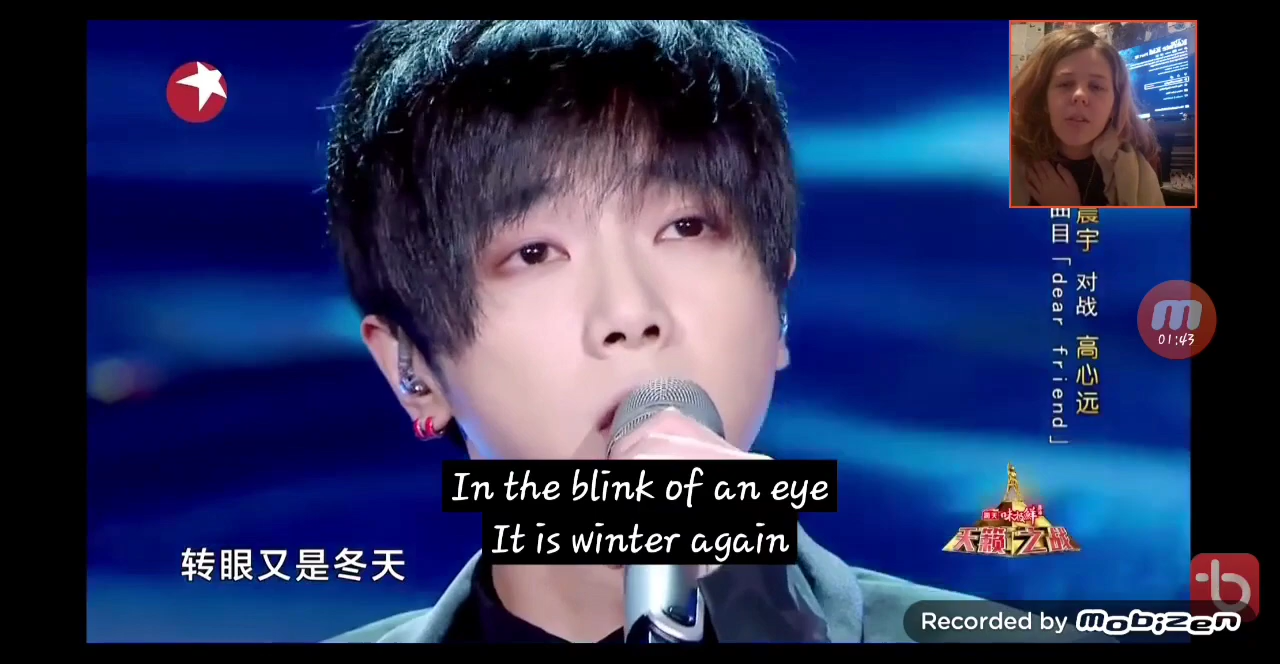 晨宇 对战 高心远
曲目「dear friend」
01:43
In the blink of an eye
It is winter again
转眼又是冬天
天籁之战
Recorded by mobizen